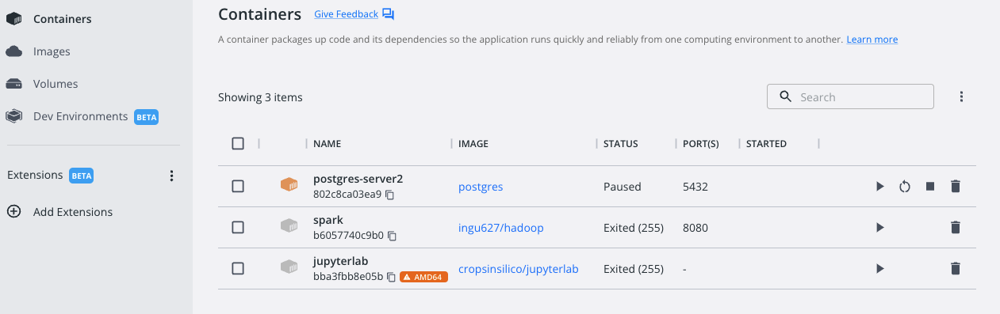 Containers
Images
Volumes
Dev Environments BETA
Extensions BETA
Add Extensions
Containers Give Feedback
A container packages up code and its dependencies so the application runs quickly and reliably from one computing environment to another. Learn more
Showing 3 items
Search
NAME IMAGE STATUS PORT(S) STARTED
postgres-server2
802c8ca03ea9 postgres Paused 5432
spark
b6057740c9b0 ingu627/hadoop Exited (255) 8080
jupyterlab
bba3fbb8e05b AMD64 cropsinsilico/jupyterlab Exited (255) -